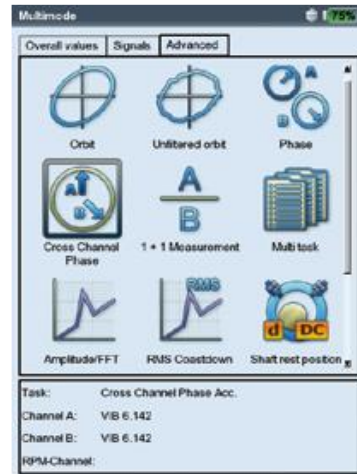 Multimode 75%
Overall values Signals Advanced
A
B
Orbit Unfiltered orbit Phase
A
B
A
B
Cross Channel Phase 1 + 1 Measurement Multi task
RMS
d DC
Amplitude/FFT RMS Coastdown Shaft rest position
Task: Cross Channel Phase Acc.
Channel A: VIB 6.142
Channel B: VIB 6.142
RPM-Channel: